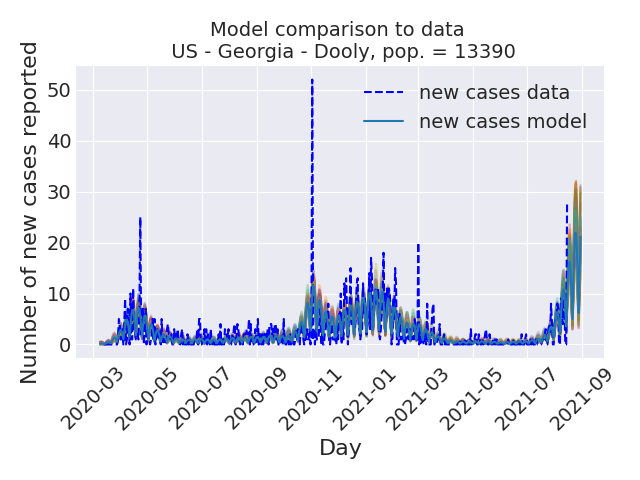 Model comparison to data
US - Georgia - Dooly, pop. = 13390
Number of new cases reported
50
40
30
20
10
0
new cases data
new cases model
2020-03
2020-05
2020-07
2020-09
2020-11
2021-01
2021-03
2021-05
2021-07
2021-09
Day